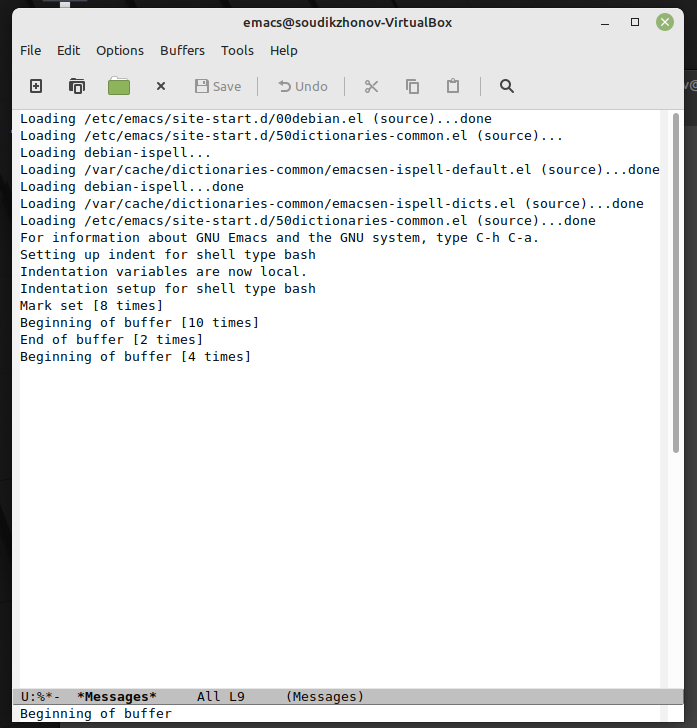 emacs@soudikzhonov-VirtualBox
File Edit Options Buffers Tools Help
Save Undo
Loading /etc/emacs/site-start.d/00debian.el (source)...done
Loading /etc/emacs/site-start.d/50dictionaries-common.el (source)...
Loading debian-ispell...
Loading /var/cache/dictionaries-common/emacsen-ispell-default.el (source)...done
Loading debian-ispell...done
Loading /var/cache/dictionaries-common/emacsen-ispell-dicts.el (source)...done
Loading /etc/emacs/site-start.d/50dictionaries-common.el (source)...done
For information about GNU Emacs and the GNU system, type C-h C-a.
Setting up indent for shell type bash
Indentation variables are now local.
Indentation setup for shell type bash
Mark set [8 times]
Beginning of buffer [10 times]
End of buffer [2 times]
Beginning of buffer [4 times]
U:%*-  *Messages*     All L9     (Messages)
Beginning of buffer